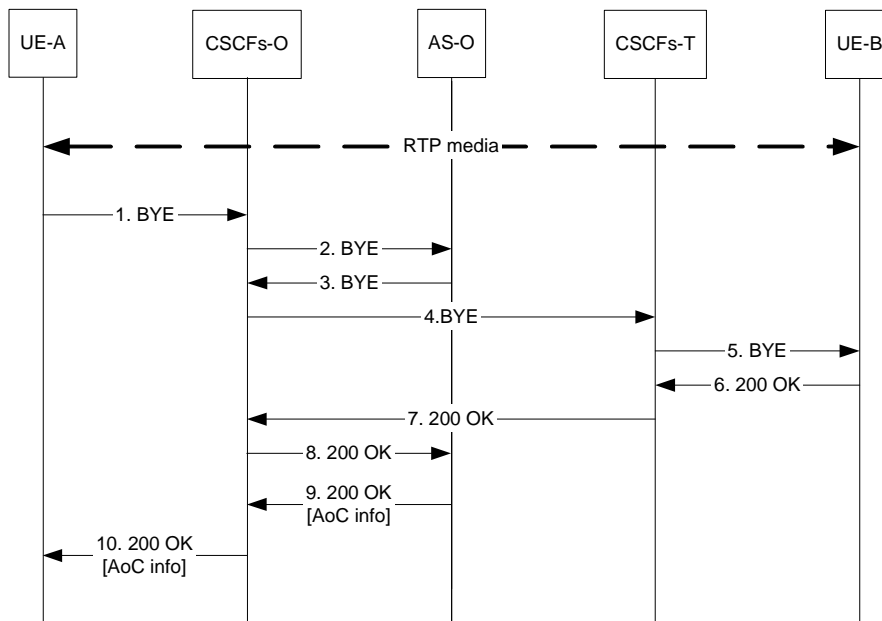 UE-A
CSCFs-O
AS-O
CSCFs-T
UE-B
RTP media
1. BYE
2. BYE
3. BYE
4.BYE
5. BYE
6. 200 OK
7. 200 OK
8. 200 OK
9. 200 OK
[AoC info]
10. 200 OK
[AoC info]